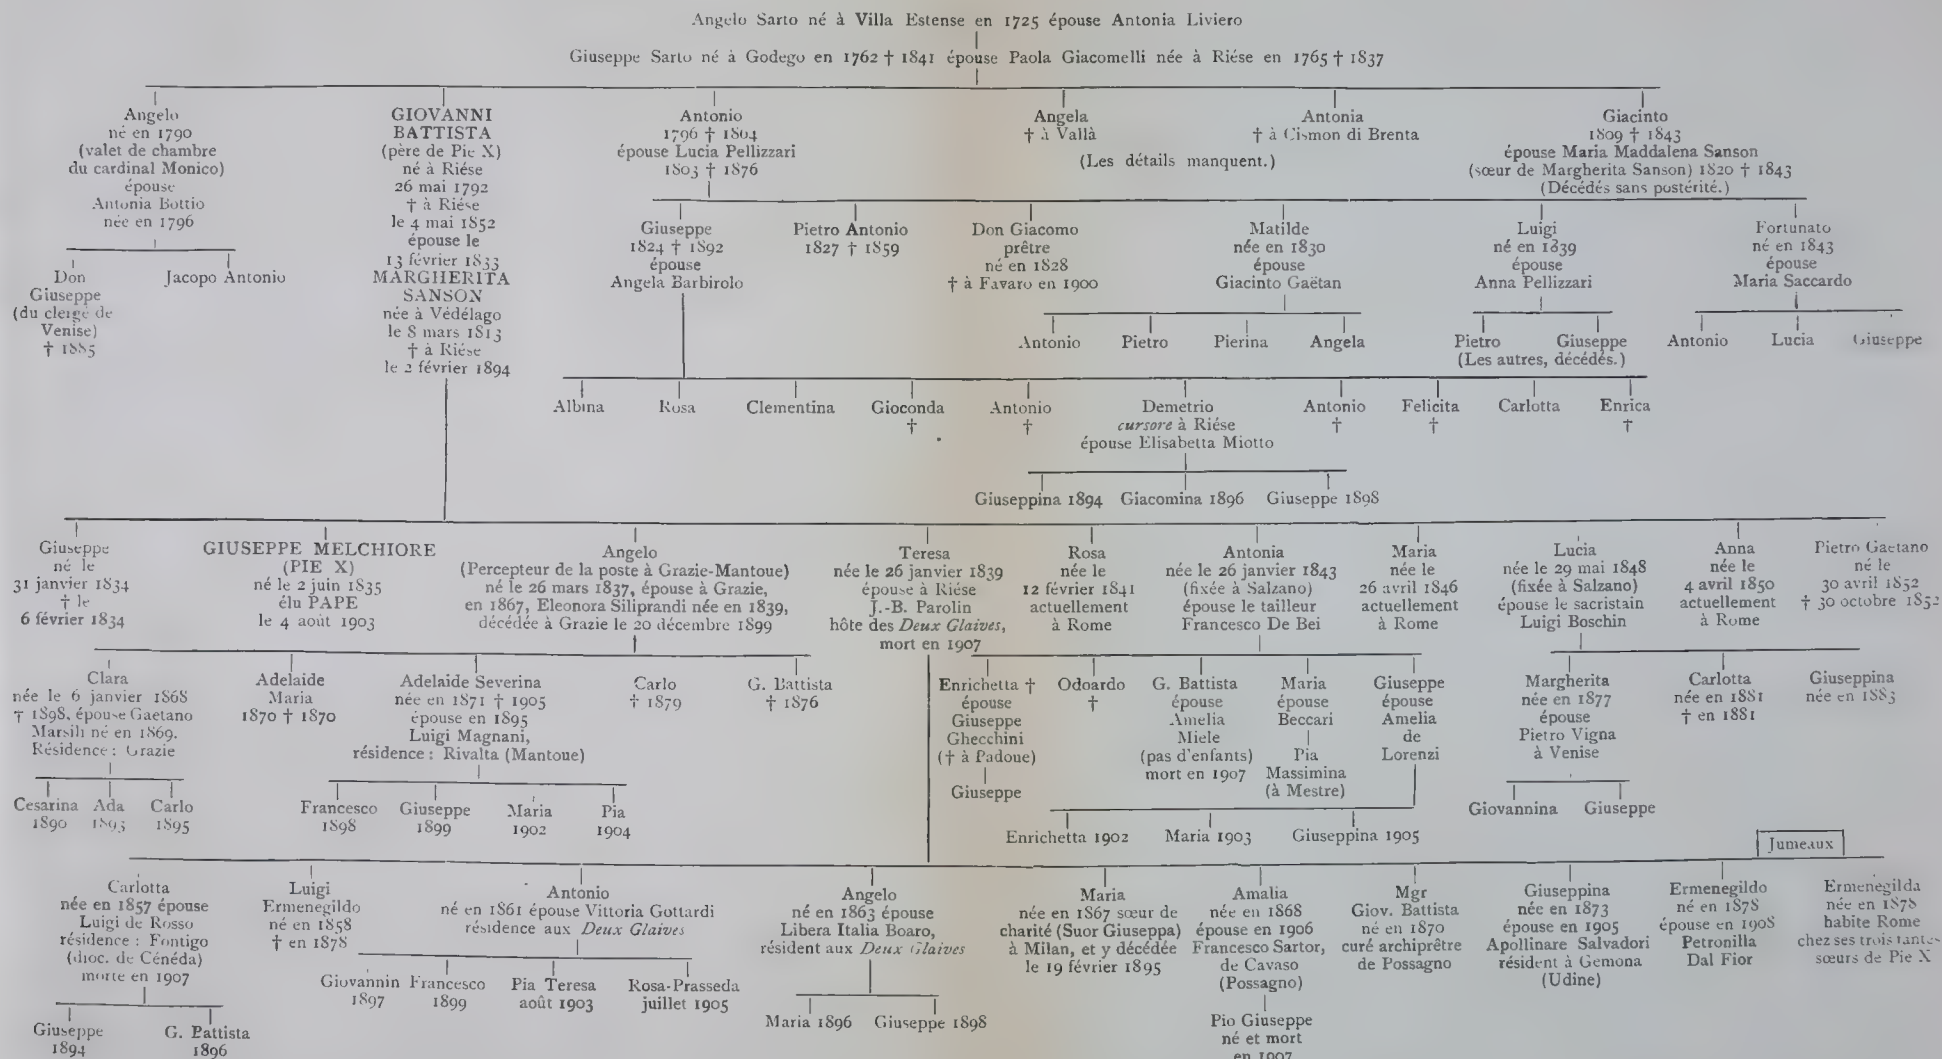 Angelo Sarto né à Villa Estense en 1725 épouse Antonia Liviero
Giuseppe Sarto né à Godego en 1762 † 1841 épouse Paola Giacomelli née à Riése en 1765 † 1837
Angelo
né en 1790
(valet de chambre
du cardinal Monico)
épouse
Antonia Bottio
née en 1796
GIOVANNI
BATTISTA
(père de Pie X)
né à Riése
26 mai 1792
† à Riése
le 4 mai 1852
épouse le
13 février 1833
MARGHERITA
SANSON
née à Védélago
le 8 mars 1813
† à Riése
le 2 février 1894
Antonio
1796 † 1864
épouse Lucia Pellizzari
1803 † 1876
Angela
† à Vallà
Antonia
† à Cismon di Brenta
(Les détails manquent.)
Giacinto
1809 † 1843
épouse Maria Maddalena Sanson
(sœur de Margherita Sanson) 1820 † 1843
(Décédés sans postérité.)
Don
Giuseppe
(du clergé de
Venise)
† 1885
Jacopo Antonio
Giuseppe
1824 † 1892
épouse
Angela Barbirolo
Pietro Antonio
1827 † 1859
Don Giacomo
prêtre
né en 1828
† à Favaro en 1900
Matilde
née en 1830
épouse
Giacinto Gaëtan
Luigi
né en 1839
épouse
Anna Pellizzari
Fortunato
né en 1843
épouse
Maria Saccardo
Antonio
Pietro
Pierina
Angela
Pietro
Giuseppe
(Les autres, décédés.)
Antonio
Lucia
Giuseppe
Albina
Rosa
Clementina
Gioconda
†
Antonio
†
Demetrio
cursore à Riése
épouse Elisabetta Miotto
Antonio
†
Felicita
†
Carlotta
Enrica
†
Giuseppina 1894
Giacomina 1896
Giuseppe 1898
Giuseppe
né le
31 janvier 1834
† le
6 février 1834
GIUSEPPE MELCHIORE
(PIE X)
né le 2 juin 1835
élu PAPE
le 4 août 1903
Angelo
(Percepteur de la poste à Grazie-Mantoue)
né le 26 mars 1837, épouse à Grazie,
en 1867, Eleonora Siliprandi née en 1839,
décédée à Grazie le 20 décembre 1899
Teresa
née le 26 janvier 1839
épouse à Riése
J.-B. Parolin
hôte des Deux Glaives,
mort en 1907
Rosa
née le
12 février 1841
actuellement
à Rome
Antonia
née le 26 janvier 1843
(fixée à Salzano)
épouse le tailleur
Francesco De Bei
Maria
née le
26 avril 1846
actuellement
à Rome
Lucia
née le 29 mai 1848
(fixée à Salzano)
épouse le sacristain
Luigi Boschin
Anna
née le
4 avril 1850
actuellement
à Rome
Pietro Gaetano
né le
30 avril 1852
† 30 octobre 1852
Clara
née le 6 janvier 1868
† 1898, épouse Gaetano
Marsili né en 1869.
Résidence : Grazie
Adelaide
Maria
1870 † 1870
Adelaide Severina
née en 1871 † 1905
épouse en 1895
Luigi Magnani,
résidence : Rivalta (Mantoue)
Carlo
† 1879
G. Battista
† 1876
Enrichetta †
épouse
Giuseppe
Ghecchini
(† à Padoue)
Giuseppe
Odoardo
†
G. Battista
épouse
Amelia
Miele
(pas d'enfants)
mort en 1907
Maria
épouse
Beccari
Pia
Massimina
(à Mestre)
Giuseppe
épouse
Amelia
de
Lorenzi
Margherita
née en 1877
épouse
Pietro Vigna
à Venise
Carlotta
née en 1881
† en 1881
Giuseppina
née en 1883
Cesarina
1890
Ada
1893
Carlo
1895
Francesco
1898
Giuseppe
1899
Maria
1902
Pia
1904
Enrichetta 1902
Maria 1903
Giuseppina 1905
Giovannina
Giuseppe
Jumeaux
Carlotta
née en 1857 épouse
Luigi de Rosso
résidence : Fontigo
(dioc. de Cénéda)
morte en 1907
Luigi
Ermenegildo
né en 1858
† en 1878
Antonio
né en 1861 épouse Vittoria Gottardi
résidence aux Deux Glaives
Angelo
né en 1863 épouse
Libera Italia Boaro,
résident aux Deux Glaives
Maria
née en 1867 sœur de
charité (Suor Giuseppa)
à Milan, et y décédée
le 19 février 1895
Amalia
née en 1868
épouse en 1906
Francesco Sartor,
de Cavaso
(Possagno)
Mgr
Giov. Battista
né en 1870
curé archiprêtre
de Possagno
Giuseppina
née en 1873
épouse en 1905
Apollinare Salvadori
résident à Gemona
(Udine)
Ermenegildo
né en 1878
épouse en 1908
Petronilla
Dal Fior
Ermenegilda
née en 1878
habite Rome
chez ses trois tantes
sœurs de Pie X
Giuseppe
1894
G. Battista
1896
Giovannin
1897
Francesco
1899
Pia Teresa
août 1903
Rosa-Prasseda
juillet 1905
Maria 1896
Giuseppe 1898
Pio Giuseppe
né et mort
en 1907